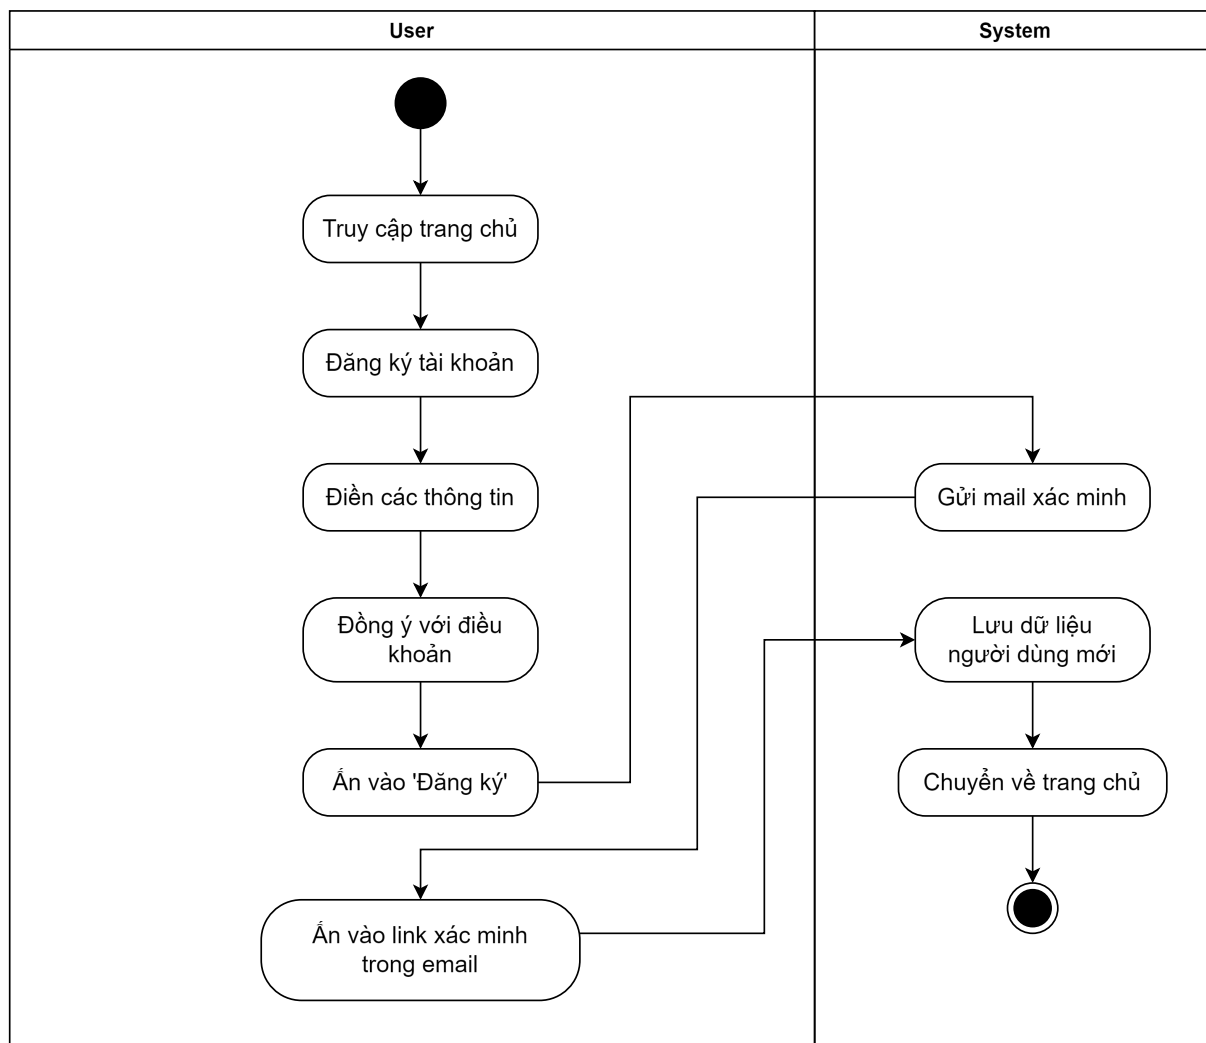 User
System
Truy cập trang chủ
Đăng ký tài khoản
Điền các thông tin
Gửi mail xác minh
Đồng ý với điều
khoản
Lưu dữ liệu
người dùng mới
Ấn vào 'Đăng ký'
Chuyển về trang chủ
Ấn vào link xác minh
trong email